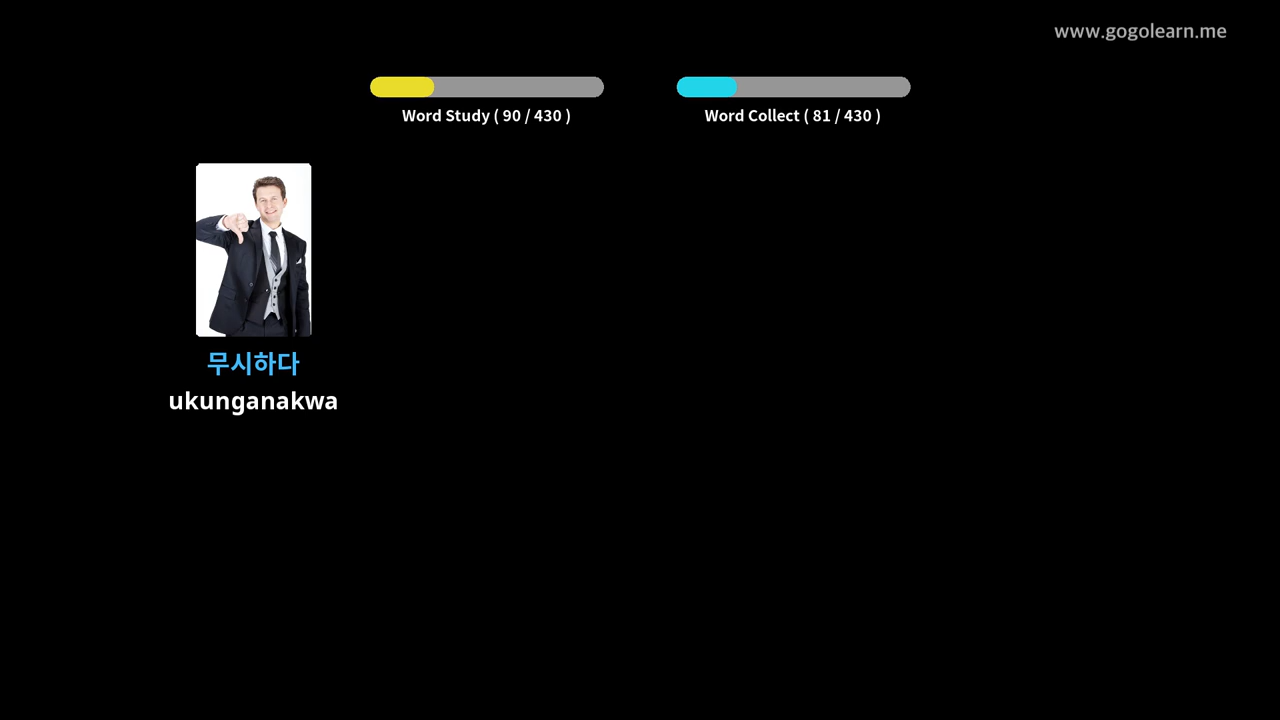 www.gogolearn.me
Word Study ( 90 / 430 )
Word Collect ( 81 / 430 )
무시하다
ukunganakwa